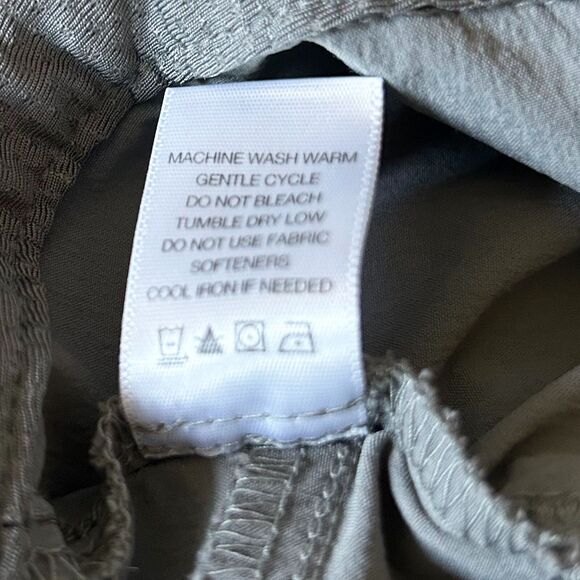 MACHINE WASH WARM
GENTLE CYCLE
DO NOT BLEACH
TUMBLE DRY LOW
DO NOT USE FABRIC
SOFTENERS
COOL IRON IF NEEDED